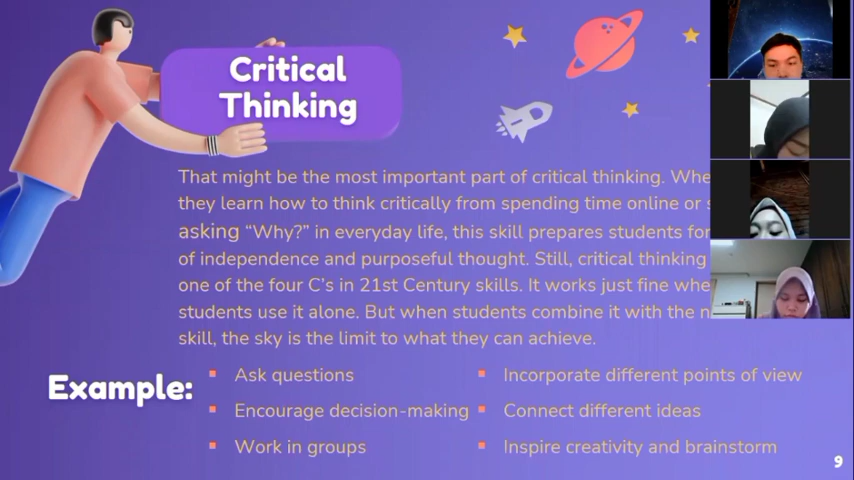 Critical
Thinking
That might be the most important part of critical thinking.
they learn how to think critically from spending time online or
asking “Why?” in everyday life, this skill prepares students for
of independence and purposeful thought. Still, critical thinking
one of the four C's in 21st Century skills. It works just fine
students use it alone. But when students combine it with the
skill, the sky is the limit to what they can achieve.
Example:
Ask questions
Encourage decision-making
Work in groups
Incorporate different points of view
Connect different ideas
Inspire creativity and brainstorm
9